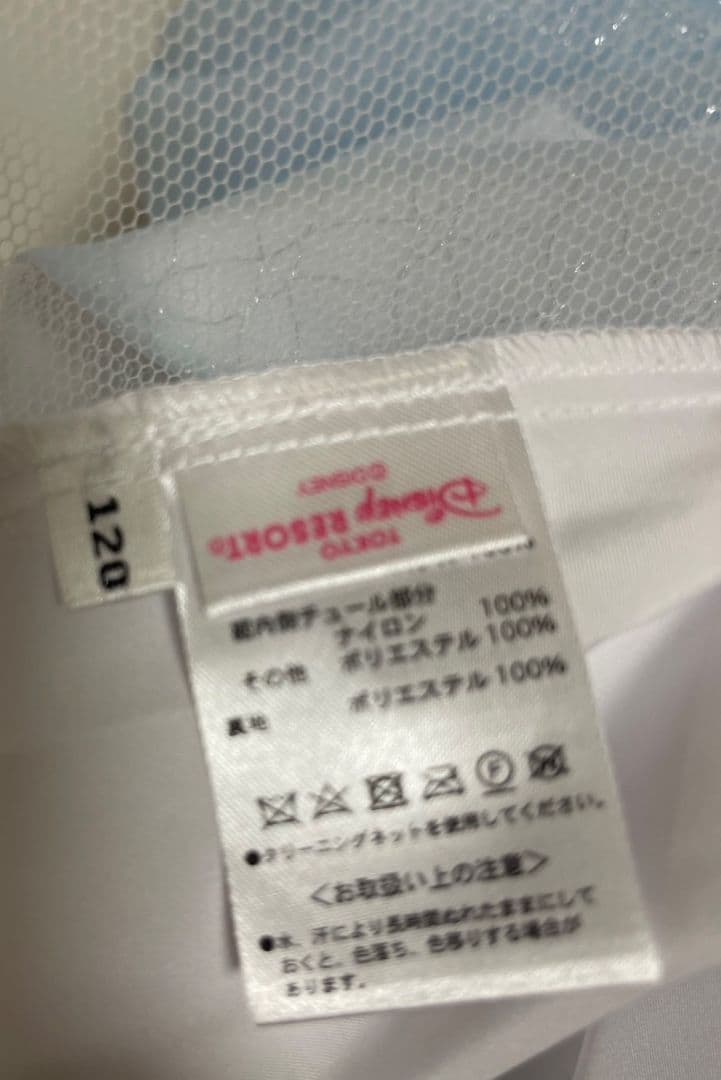 120
TOKYO
Disney RESORT®
©DISNEY
裾内側チュール部分
ナイロン 100%
その他 ポリエステル 100%
裏地 ポリエステル 100%
F
●クリーニングネットを使用してください。
<お取扱い上の注意>
●水、汗により長時間ぬれたままにして
おくと、色落ち、色移りする場合が
あります。